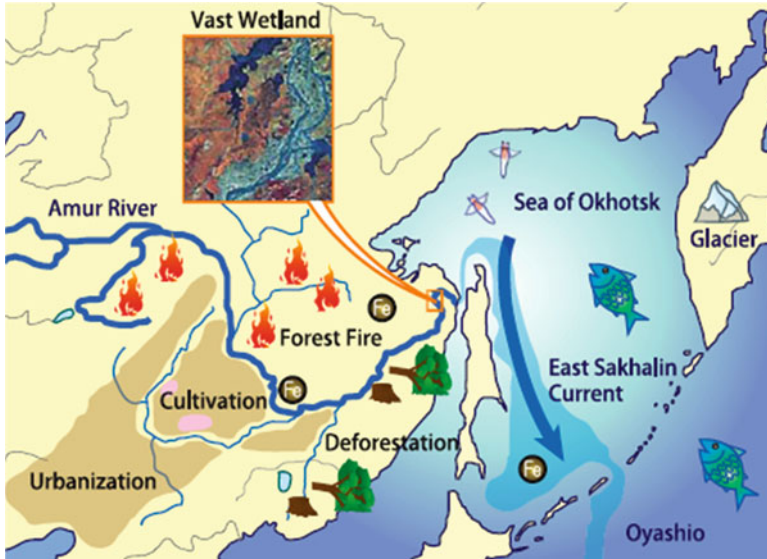 Vast Wetland
Amur River
Sea of Okhotsk
Glacier
Fe
Forest Fire
East Sakhalin
Current
Fe
Cultivation
Deforestation
Fe
Urbanization
Oyashio